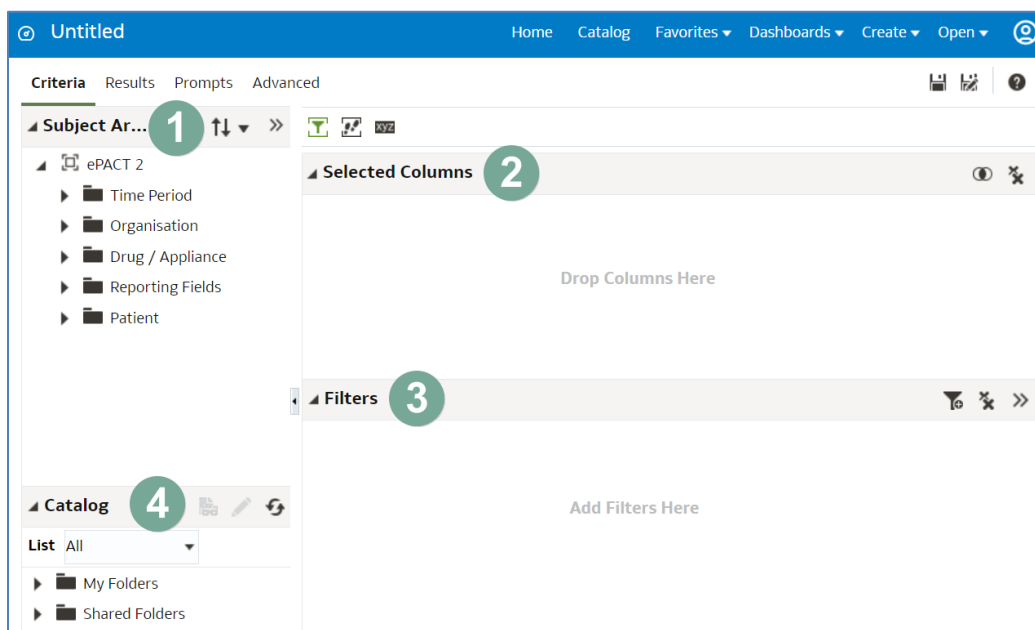 Untitled Home Catalog Favorites Dashboards Create Open
Criteria Results Prompts Advanced
Subject Ar... 1
xyz
ePACT 2
Time Period
Organisation
Drug / Appliance
Reporting Fields
Patient
Selected Columns 2
Drop Columns Here
Filters 3
Add Filters Here
Catalog 4
List All
My Folders
Shared Folders